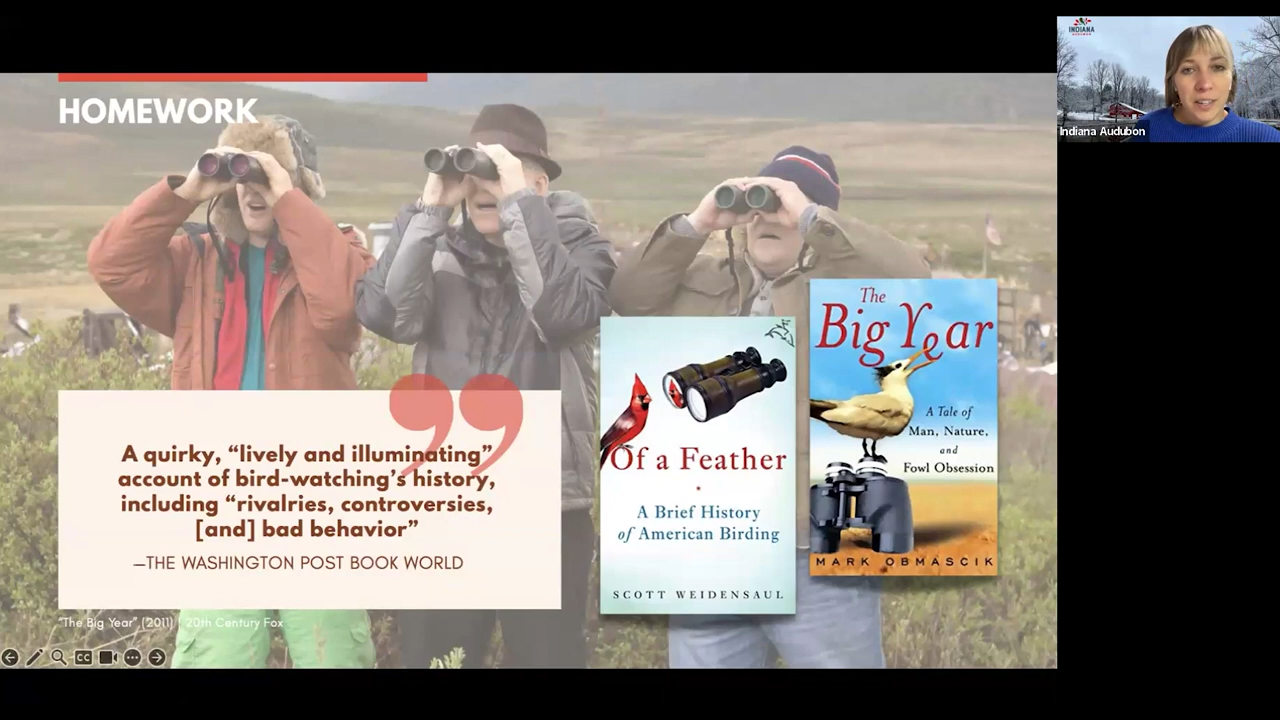 INDIANA
AUDUBON
Indiana Audubon
HOMEWORK
A quirky, “lively and illuminating”
account of bird-watching’s history,
including “rivalries, controversies,
[and] bad behavior”
—THE WASHINGTON POST BOOK WORLD
"The Big Year" (2011) | 20th Century Fox
Of a Feather
A Brief History
of American Birding
SCOTT WEIDENSAUL
The
Big Year
A Tale of
Man, Nature,
and
Fowl Obsession
MARK OBMASCIK
CC